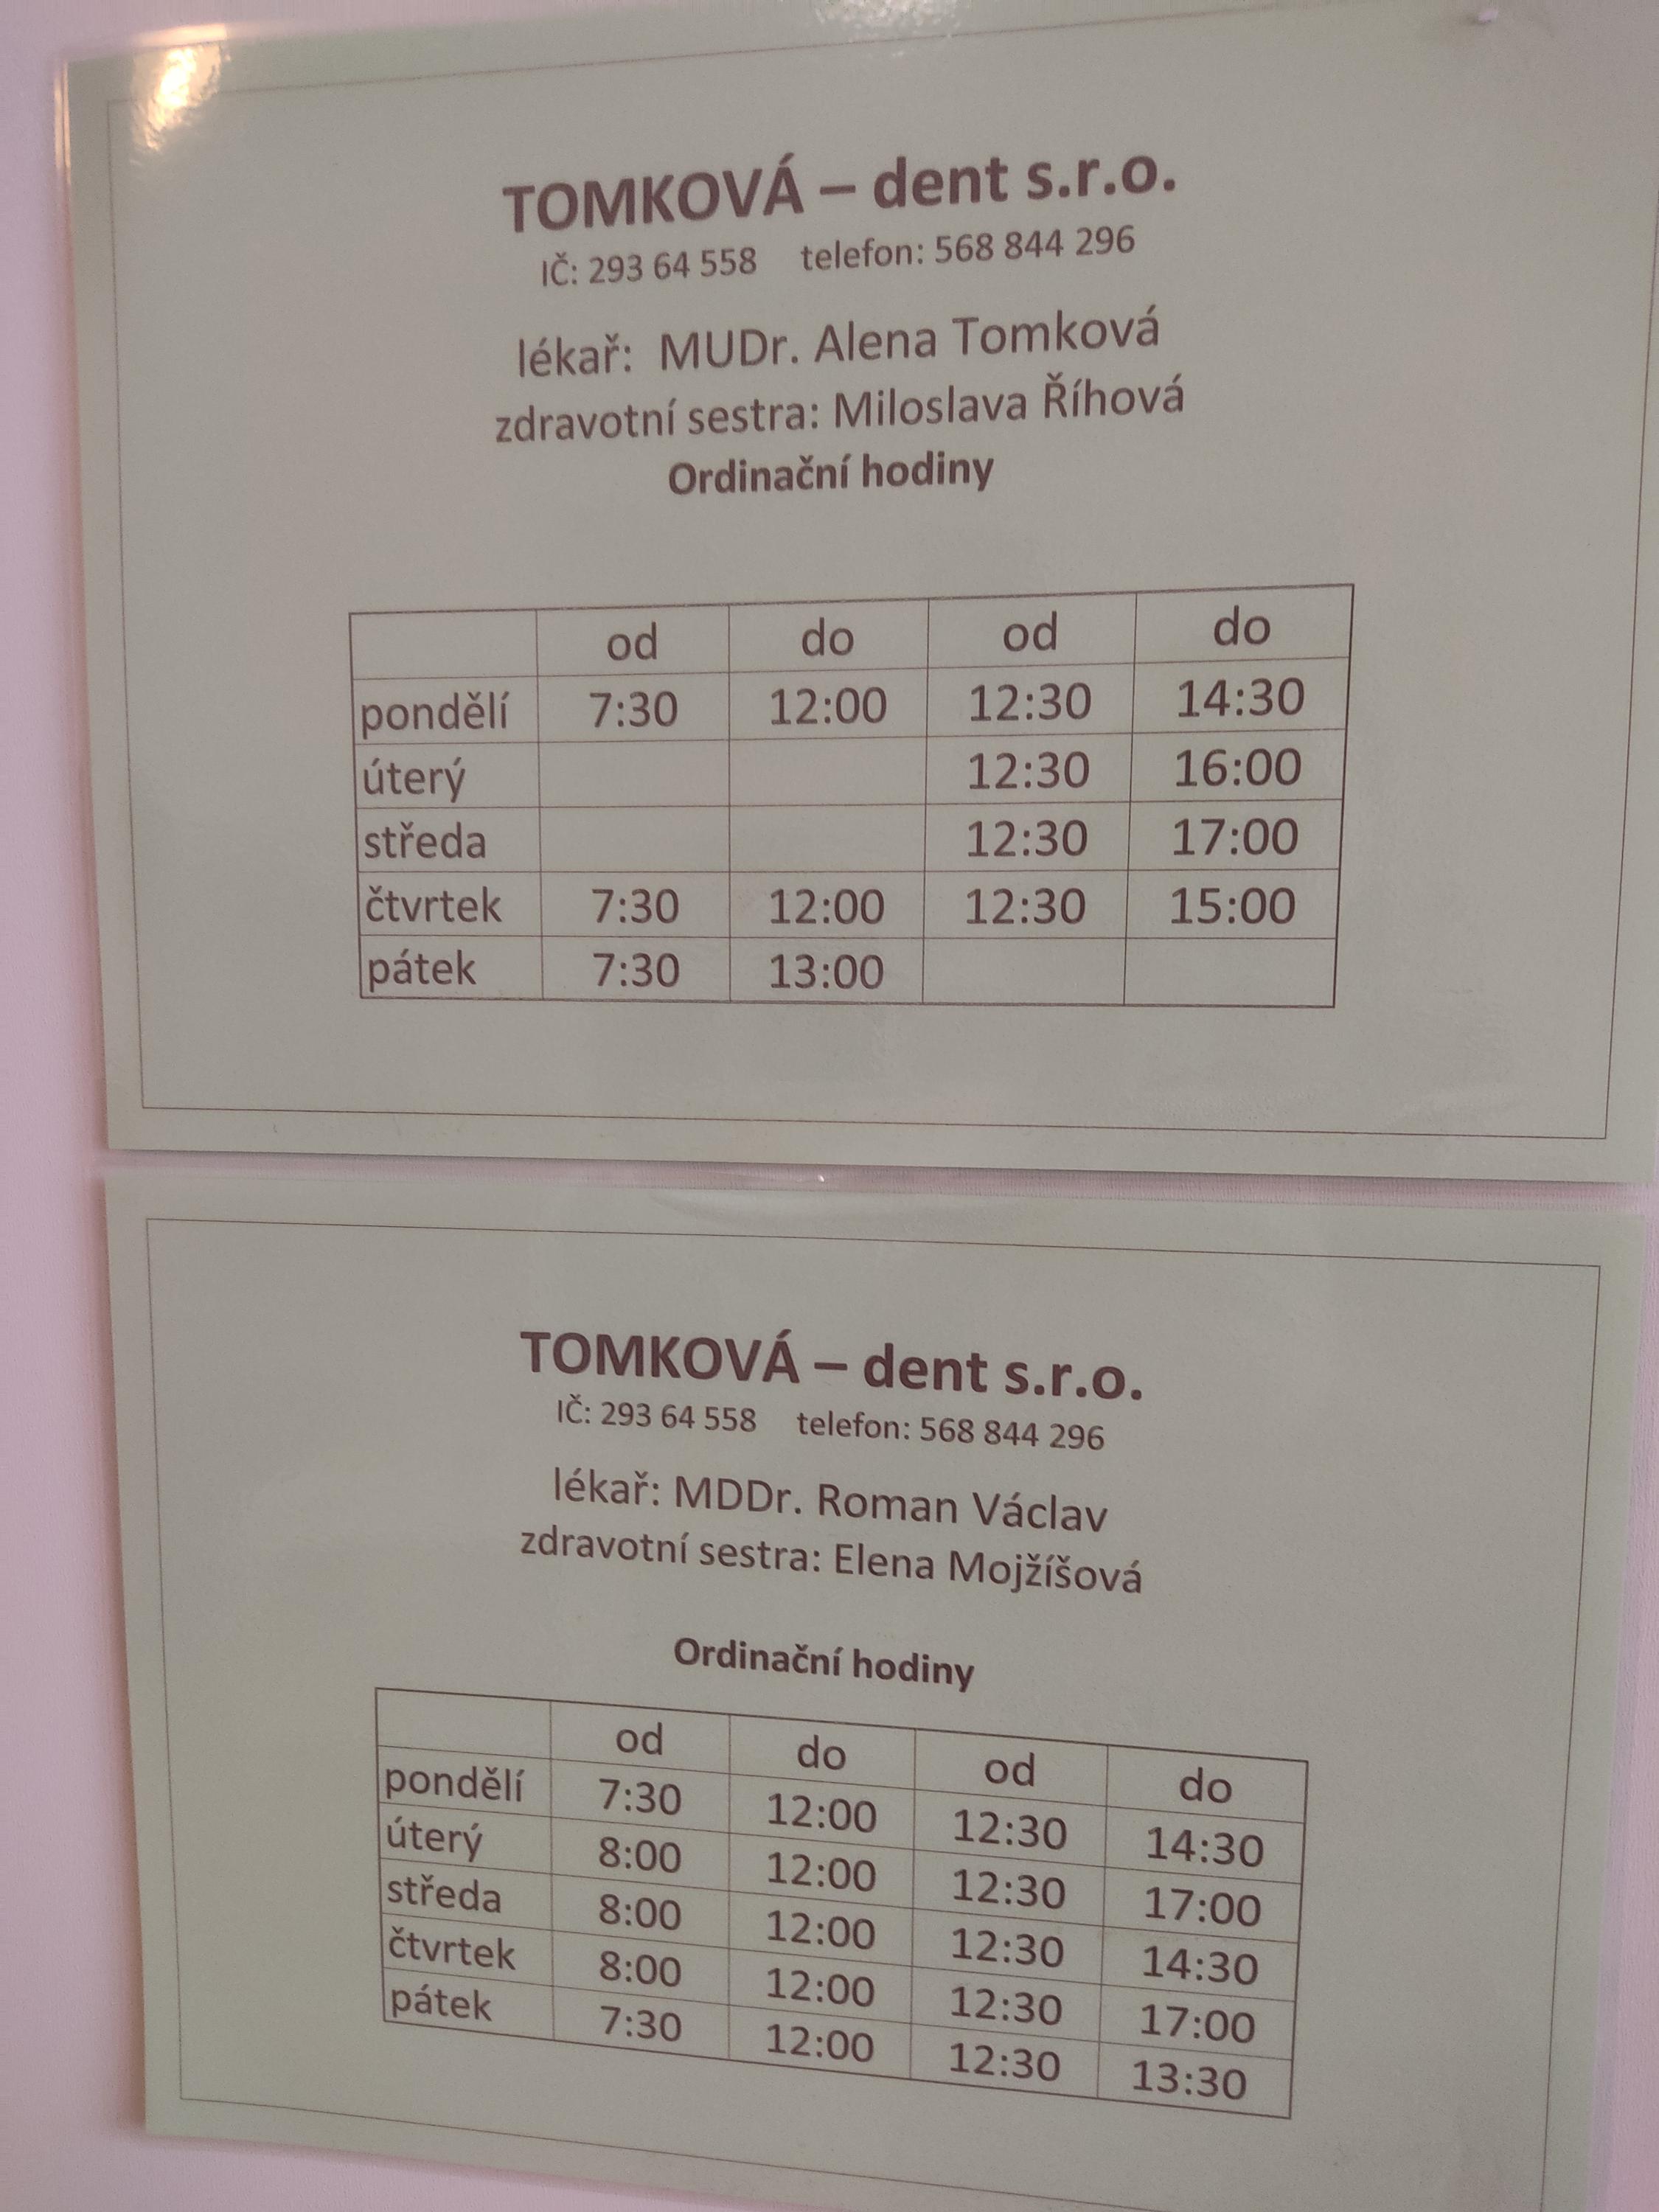 TOMKOVÁ – dent s.r.o.
IČ: 293 64 558 telefon: 568 844 296
lékař: MUDr. Alena Tomková
zdravotní sestra: Miloslava Říhová
Ordinační hodiny
od do od do
pondělí 7:30 12:00 12:30 14:30
úterý 12:30 16:00
středa 12:30 17:00
čtvrtek 7:30 12:00 12:30 15:00
pátek 7:30 13:00
TOMKOVÁ – dent s.r.o.
IČ: 293 64 558 telefon: 568 844 296
lékař: MDDr. Roman Václav
zdravotní sestra: Elena Mojžíšová
Ordinační hodiny
od do od do
pondělí 7:30 12:00 12:30 14:30
úterý 8:00 12:00 12:30 17:00
středa 8:00 12:00 12:30 14:30
čtvrtek 8:00 12:00 12:30 17:00
pátek 7:30 12:00 12:30 13:30